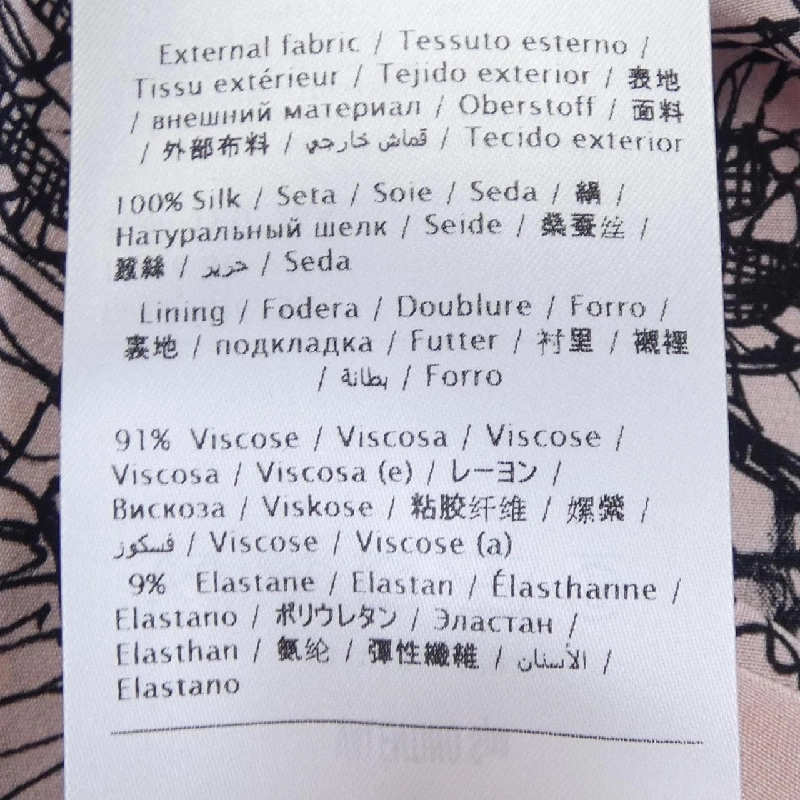 External fabric / Tessuto esterno /
Tissu extérieur / Tejido exterior / 表地
/ внешний материал / Oberstoff / 面料
/ 外部布料 / قماش خارجي / Tecido exterior
100% Silk / Seta / Soie / Seda / 絹 /
Натуральный шелк / Seide / 桑蚕丝 /
蠶絲 / حرير / Seda
Lining / Fodera / Doublure / Forro /
裏地 / подкладка / Futter / 衬里 / 襯裡
/ بطانة / Forro
91% Viscose / Viscosa / Viscose /
Viscosa / Viscosa (e) / レーヨン /
Вискоза / Viskose / 粘胶纤维 / 嫘縈 /
فسكوز / Viscose / Viscose (a)
9% Elastane / Elastan / Élasthanne /
Elastano / ポリウレタン / Эластан /
Elasthan / 氨纶 / 彈性纖維 / الأستان /
Elastano